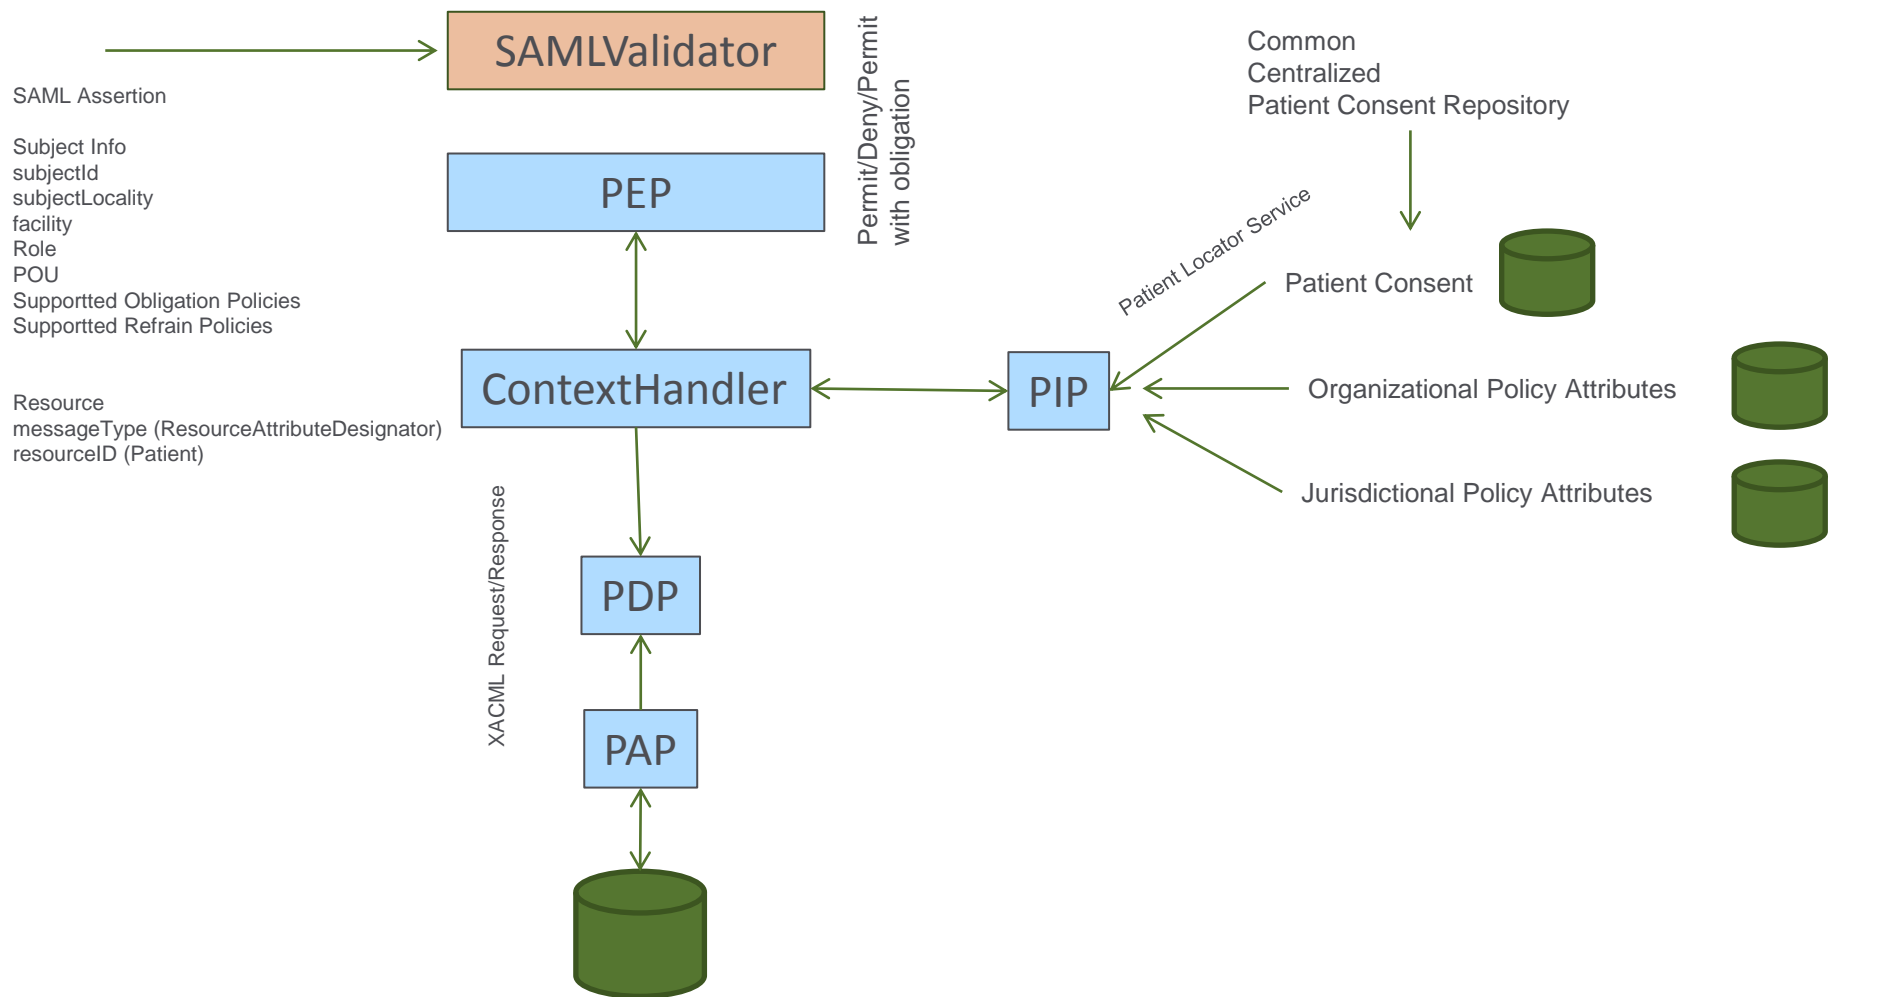 SAMLValidator
SAML Assertion
Subject Info
subjectId
subjectLocality
facility
Role
POU
Supportted Obligation Policies
Supportted Refrain Policies
Resource
messageType (ResourceAttributeDesignator)
resourceID (Patient)
PEP
Permit/Deny/Permit
with obligation
ContextHandler
XACML Request/Response
PDP
PAP
PIP
Patient Locator Service
Common
Centralized
Patient Consent Repository
Patient Consent
Organizational Policy Attributes
Jurisdictional Policy Attributes